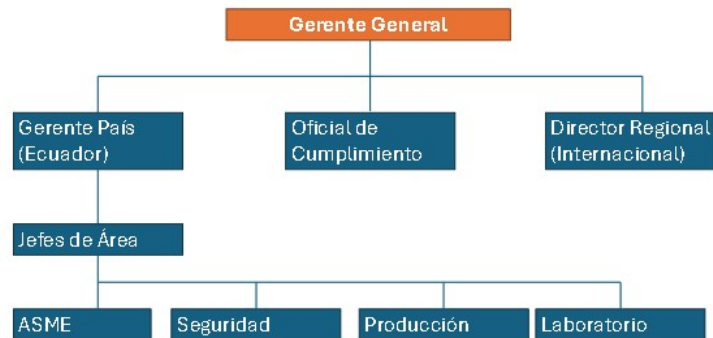 Gerente General
Gerente País
(Ecuador)
Oficial de
Cumplimiento
Director Regional
(Internacional)
Jefes de Área
ASME
Seguridad
Producción
Laboratorio